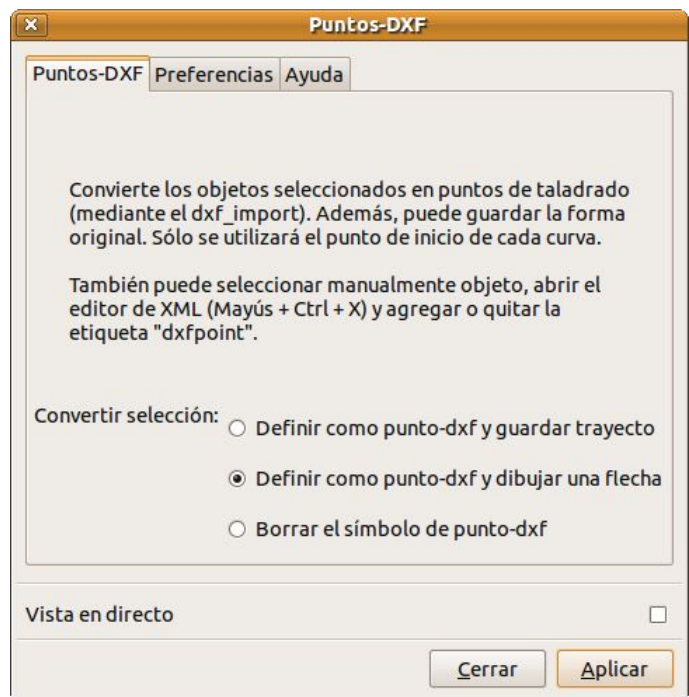 Puntos-DXF
Puntos-DXF Preferencias Ayuda
Convierte los objetos seleccionados en puntos de taladrado
(mediante el dxf_import). Además, puede guardar la forma
original. Sólo se utilizará el punto de inicio de cada curva.
También puede seleccionar manualmente objeto, abrir el
editor de XML (Mayús + Ctrl + X) y agregar o quitar la
etiqueta "dxfpoint".
Convertir selección:
Definir como punto-dxf y guardar trayecto
Definir como punto-dxf y dibujar una flecha
Borrar el símbolo de punto-dxf
Vista en directo
Cerrar Aplicar